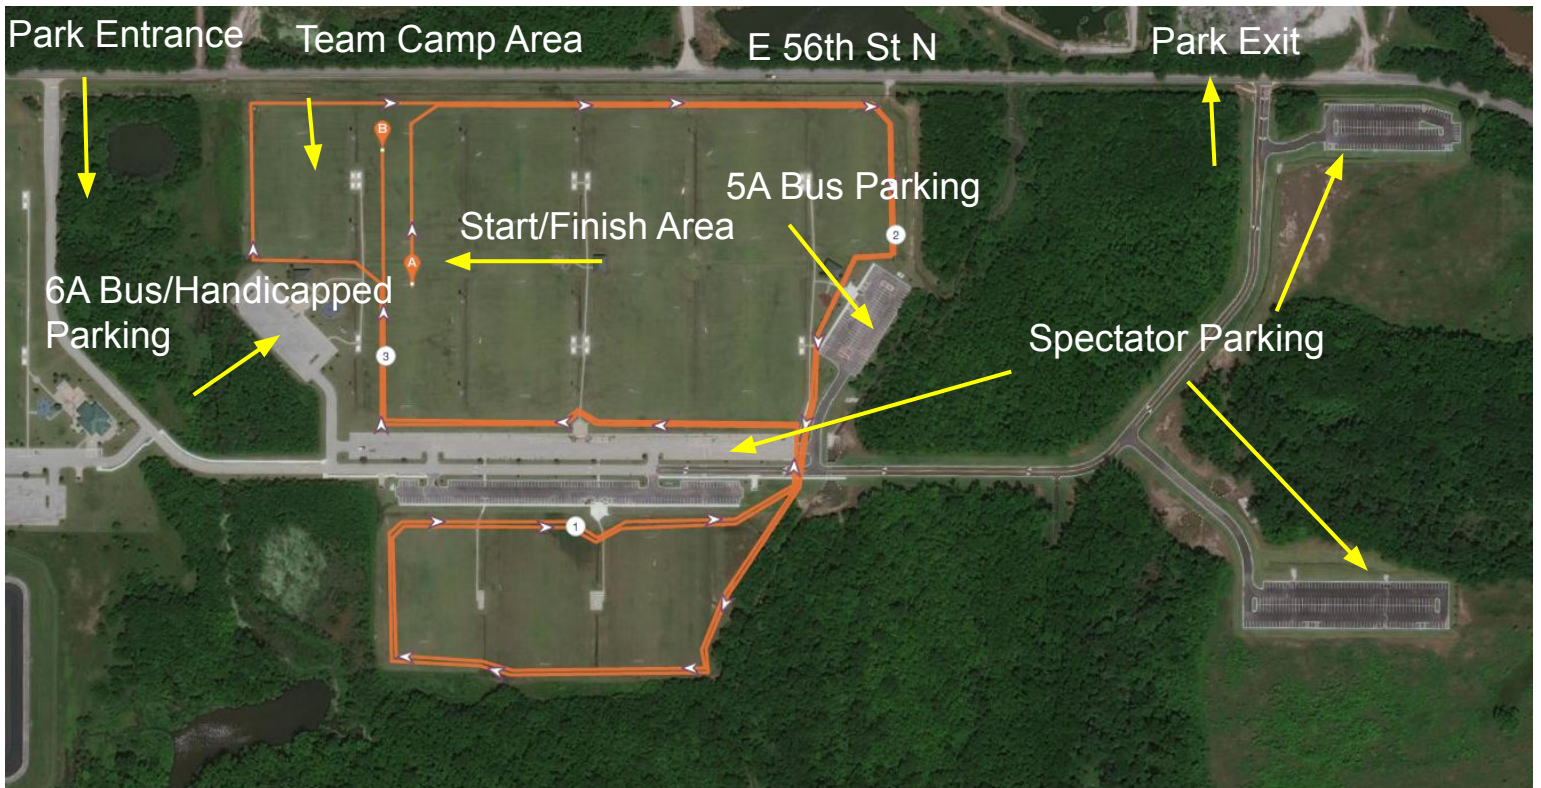 Park Entrance
Team Camp Area
E 56th St N
Park Exit
B
5A Bus Parking
Start/Finish Area
2
A
6A Bus/Handicapped
Parking
Spectator Parking
3
1